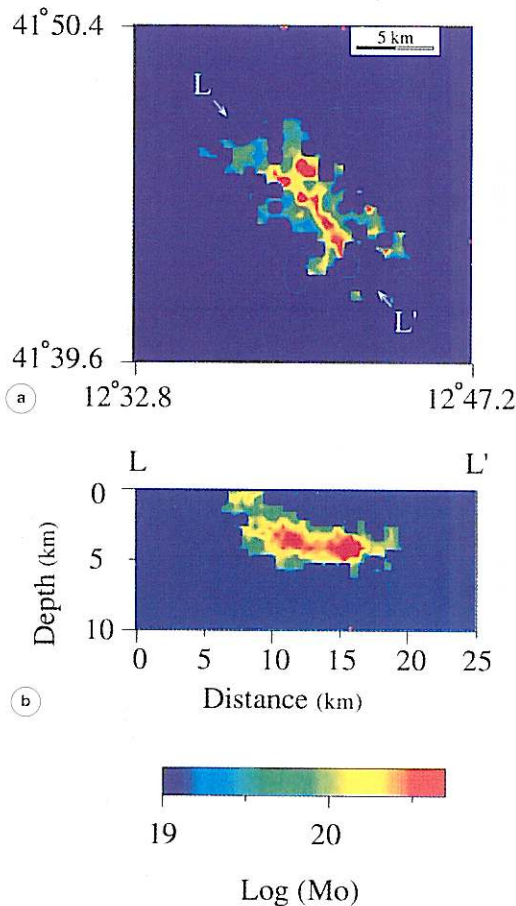 41°50.4
5 km
L
L'
41°39.6
a
12°32.8 12°47.2
L L'
0
5
10
Depth (km)
0 5 10 15 20 25
b
Distance (km)
19 20
Log (Mo)